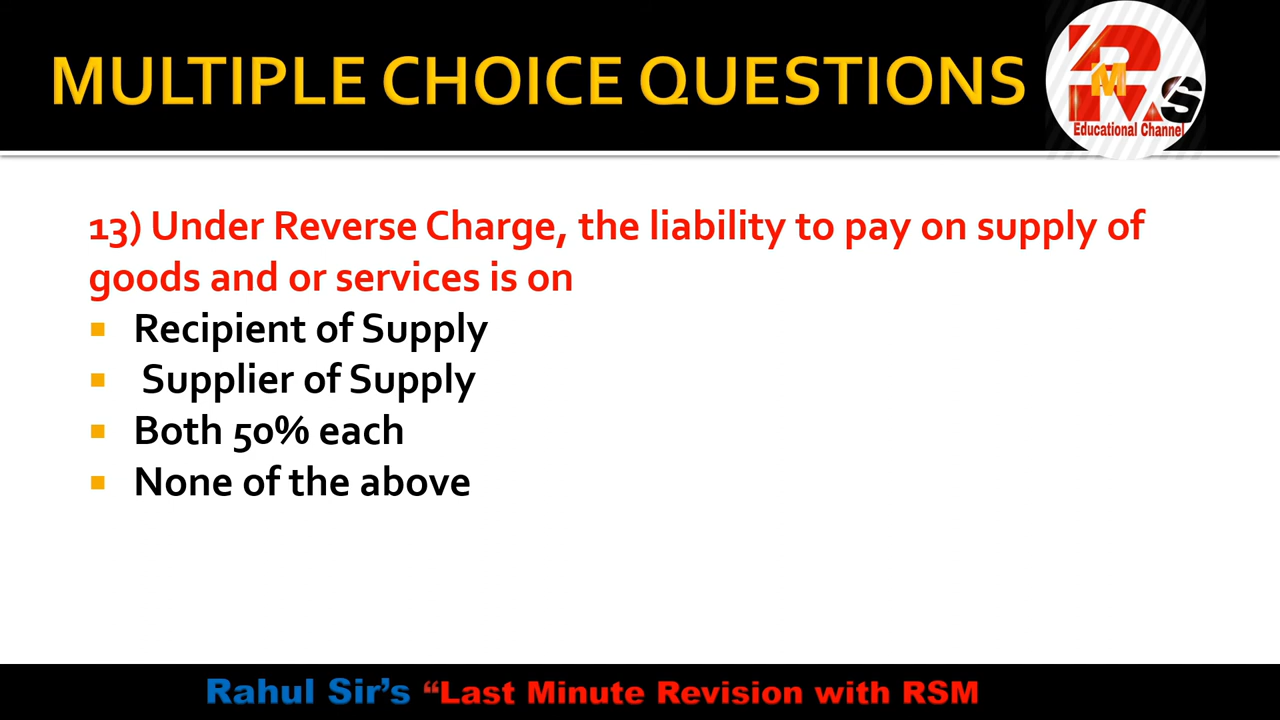 MULTIPLE CHOICE QUESTIONS
RMS
Educational Channel
13) Under Reverse Charge, the liability to pay on supply of
goods and or services is on
Recipient of Supply
Supplier of Supply
Both 50% each
None of the above
Rahul Sir's “Last Minute Revision with RSM